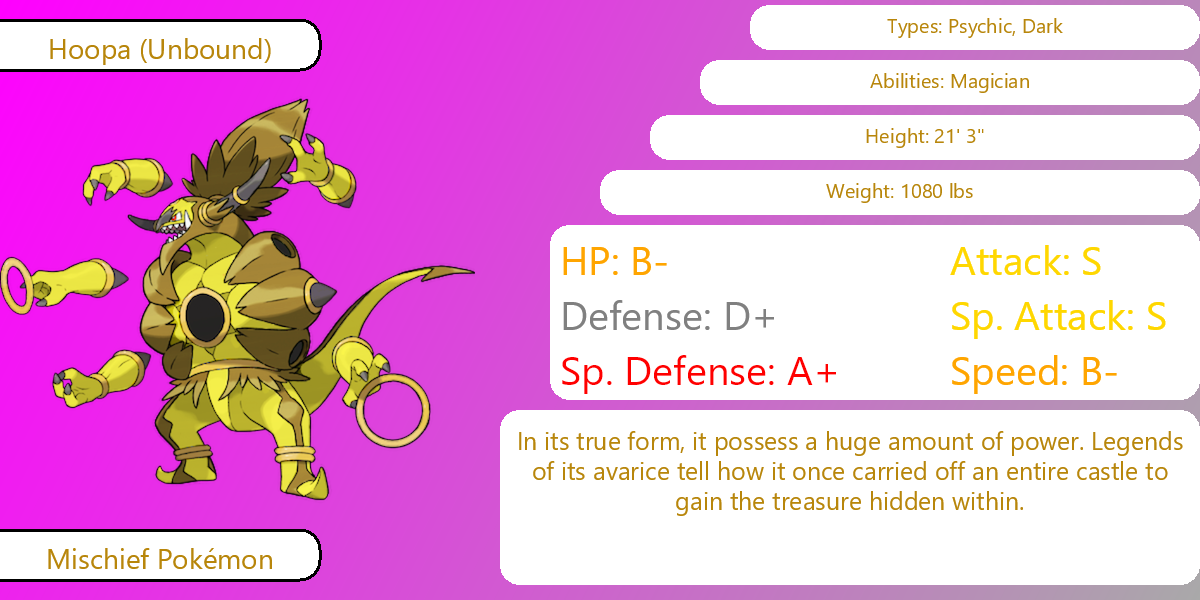 Hoopa (Unbound)
Types: Psychic, Dark
Abilities: Magician
Height: 21' 3"
Weight: 1080 lbs
HP: B-
Attack: S
Defense: D+
Sp. Attack: S
Sp. Defense: A+
Speed: B-
In its true form, it possess a huge amount of power. Legends
of its avarice tell how it once carried off an entire castle to
gain the treasure hidden within.
Mischief Pokémon